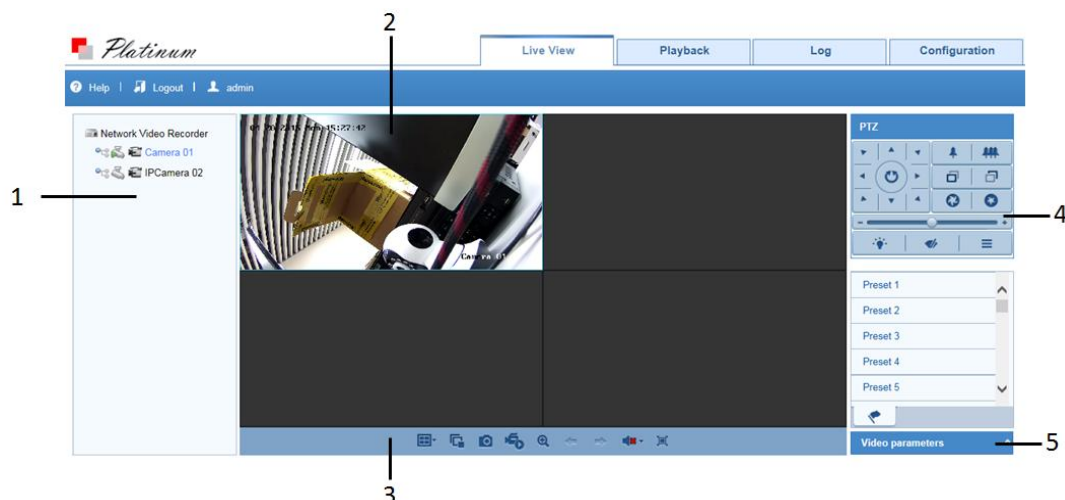 2
Platinum
Live View
Playback
Log
Configuration
Help
Logout
admin
Network Video Recorder
Camera 01
IPCamera 02
1
Camera 01
PTZ
4
Preset 1
Preset 2
Preset 3
Preset 4
Preset 5
Video parameters
5
3